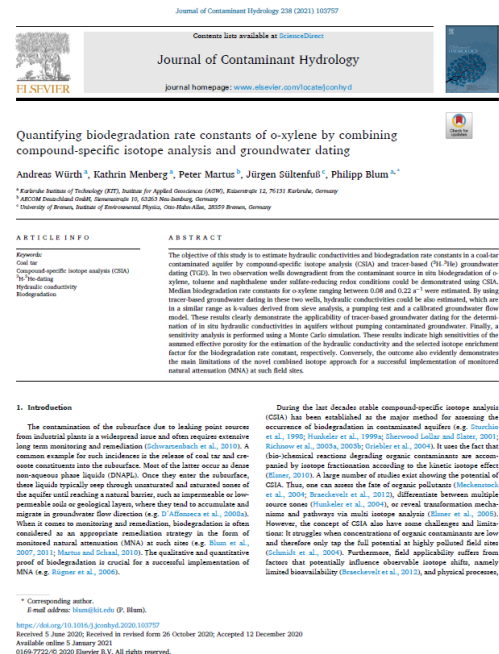 Journal of Contaminant Hydrology 238 (2021) 103757
Contents lists available at ScienceDirect
Journal of Contaminant Hydrology
ELSEVIER
journal homepage: www.elsevier.com/locate/jconhyd
Check for updates
Quantifying biodegradation rate constants of o-xylene by combining
compound-specific isotope analysis and groundwater dating
Andreas Würth a, Kathrin Menberg a, Peter Martus b, Jürgen Sültenfuß c, Philipp Blum a,*
a Karlsruhe Institute of Technology (KIT), Institute for Applied Geosciences (AGW), Kaiserstraße 12, 76131 Karlsruhe, Germany
b AECOM Deutschland GmbH, Siemensstraße 10, 63263 Neu-Isenburg, Germany
c University of Bremen, Institute of Environmental Physics, Otto-Hahn-Allee, 28359 Bremen, Germany
ARTICLE INFO
Keywords:
Coal tar
Compound-specific isotope analysis (CSIA)
3H-3He-dating
Hydraulic conductivity
Biodegradation
ABSTRACT
The objective of this study is to estimate hydraulic conductivities and biodegradation rate constants in a coal-tar
contaminated aquifer by compound-specific isotope analysis (CSIA) and tracer-based (3H-3He) groundwater
dating (TGD). In two observation wells downgradient from the contaminant source in situ biodegradation of o-
xylene, toluene and naphthalene under sulfate-reducing redox conditions could be demonstrated using CSIA.
Median biodegradation rate constants for o-xylene ranging between 0.08 and 0.22 a−1 were estimated. By using
tracer-based groundwater dating in these two wells, hydraulic conductivities could be also estimated, which are
in a similar range as k-values derived from sieve analysis, a pumping test and a calibrated groundwater flow
model. These results clearly demonstrate the applicability of tracer-based groundwater dating for the determi-
nation of in situ hydraulic conductivities in aquifers without pumping contaminated groundwater. Finally, a
sensitivity analysis is performed using a Monte Carlo simulation. These results indicate high sensitivities of the
assumed effective porosity for the estimation of the hydraulic conductivity and the selected isotope enrichment
factor for the biodegradation rate constant, respectively. Conversely, the outcome also evidently demonstrates
the main limitations of the novel combined isotope approach for a successful implementation of monitored
natural attenuation (MNA) at such field sites.
1. Introduction
The contamination of the subsurface due to leaking point sources
from industrial plants is a widespread issue and often requires extensive
long term monitoring and remediation (Schwarzenbach et al., 2010). A
common example for such incidences is the release of coal tar and cre-
osote constituents into the subsurface. Most of the latter occur as dense
non-aqueous phase liquids (DNAPL). Once they enter the subsurface,
these liquids typically seep through unsaturated and saturated zones of
the aquifer until reaching a natural barrier, such as impermeable or low-
permeable soils or geological layers, where they tend to accumulate and
migrate in groundwater flow direction (e.g. D'Affonseca et al., 2008a).
When it comes to monitoring and remediation, biodegradation is often
considered as an appropriate remediation strategy in the form of
monitored natural attenuation (MNA) at such sites (e.g. Blum et al.,
2007, 2011; Martus and Schaal, 2010). The qualitative and quantitative
proof of biodegradation is crucial for a successful implementation of
MNA (e.g. Rügner et al., 2006).
During the last decades stable compound-specific isotope analysis
(CSIA) has been established as the major method for assessing the
occurrence of biodegradation in contaminated aquifers (e.g. Sturchio
et al., 1998; Hunkeler et al., 1999a; Sherwood Lollar and Slater, 2001;
Richnow et al., 2003a, 2003b; Griebler et al., 2004). It uses the fact that
(bio-)chemical reactions degrading organic contaminants are accom-
panied by isotope fractionation according to the kinetic isotope effect
(Elsner, 2010). A large number of studies exist showing the potential of
CSIA. Thus, one can assess the fate of organic pollutants (Meckenstock
et al., 2004; Braeckevelt et al., 2012), differentiate between multiple
source zones (Hunkeler et al., 2004), or reveal transformation mecha-
nisms and pathways via multi isotope analysis (Elsner et al., 2005).
However, the concept of CSIA also have some challenges and limita-
tions: It struggles when concentrations of organic contaminants are low
and therefore only tap the full potential at highly polluted field sites
(Schmidt et al., 2004). Furthermore, field applicability suffers from
factors that potentially influence observable isotope shifts, namely
limited bioavailability (Braeckevelt et al., 2012), and physical processes,
* Corresponding author.
E-mail address: blum@kit.edu (P. Blum).
https://doi.org/10.1016/j.jconhyd.2020.103757
Received 5 June 2020; Received in revised form 26 October 2020; Accepted 12 December 2020
Available online 5 January 2021
0169-7722/© 2020 Elsevier B.V. All rights reserved.